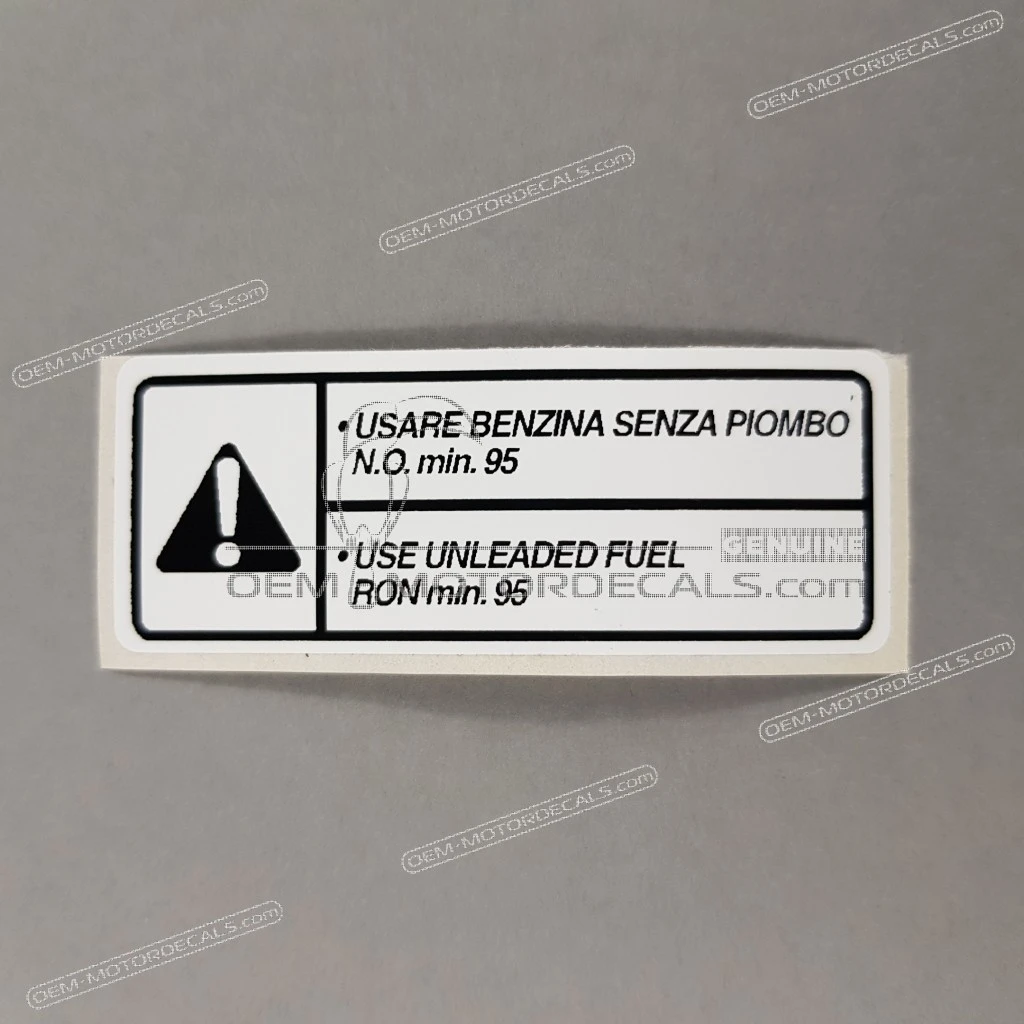 OEM-MOTORDECALS.com
OEM-MOTORDECALS.com
OEM-MOTORDECALS.com
• USARE BENZINA SENZA PIOMBO
N.O. min. 95
• USE UNLEADED FUEL
GENUINE
OEM-MOTORDECALS.com
RON min. 95
OEM-MOTORDECALS.com
OEM-MOTORDECALS.com
OEM-MOTORDECALS.com